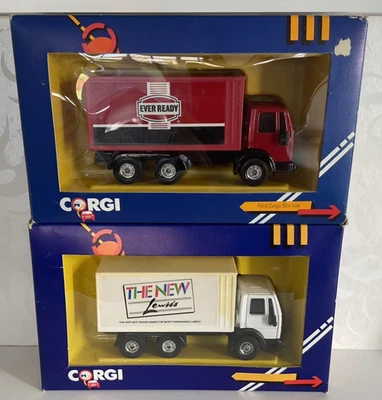 EVER READY
CORGI
Ford Cargo Box Van
THE NEW
Lewis's
CORGI